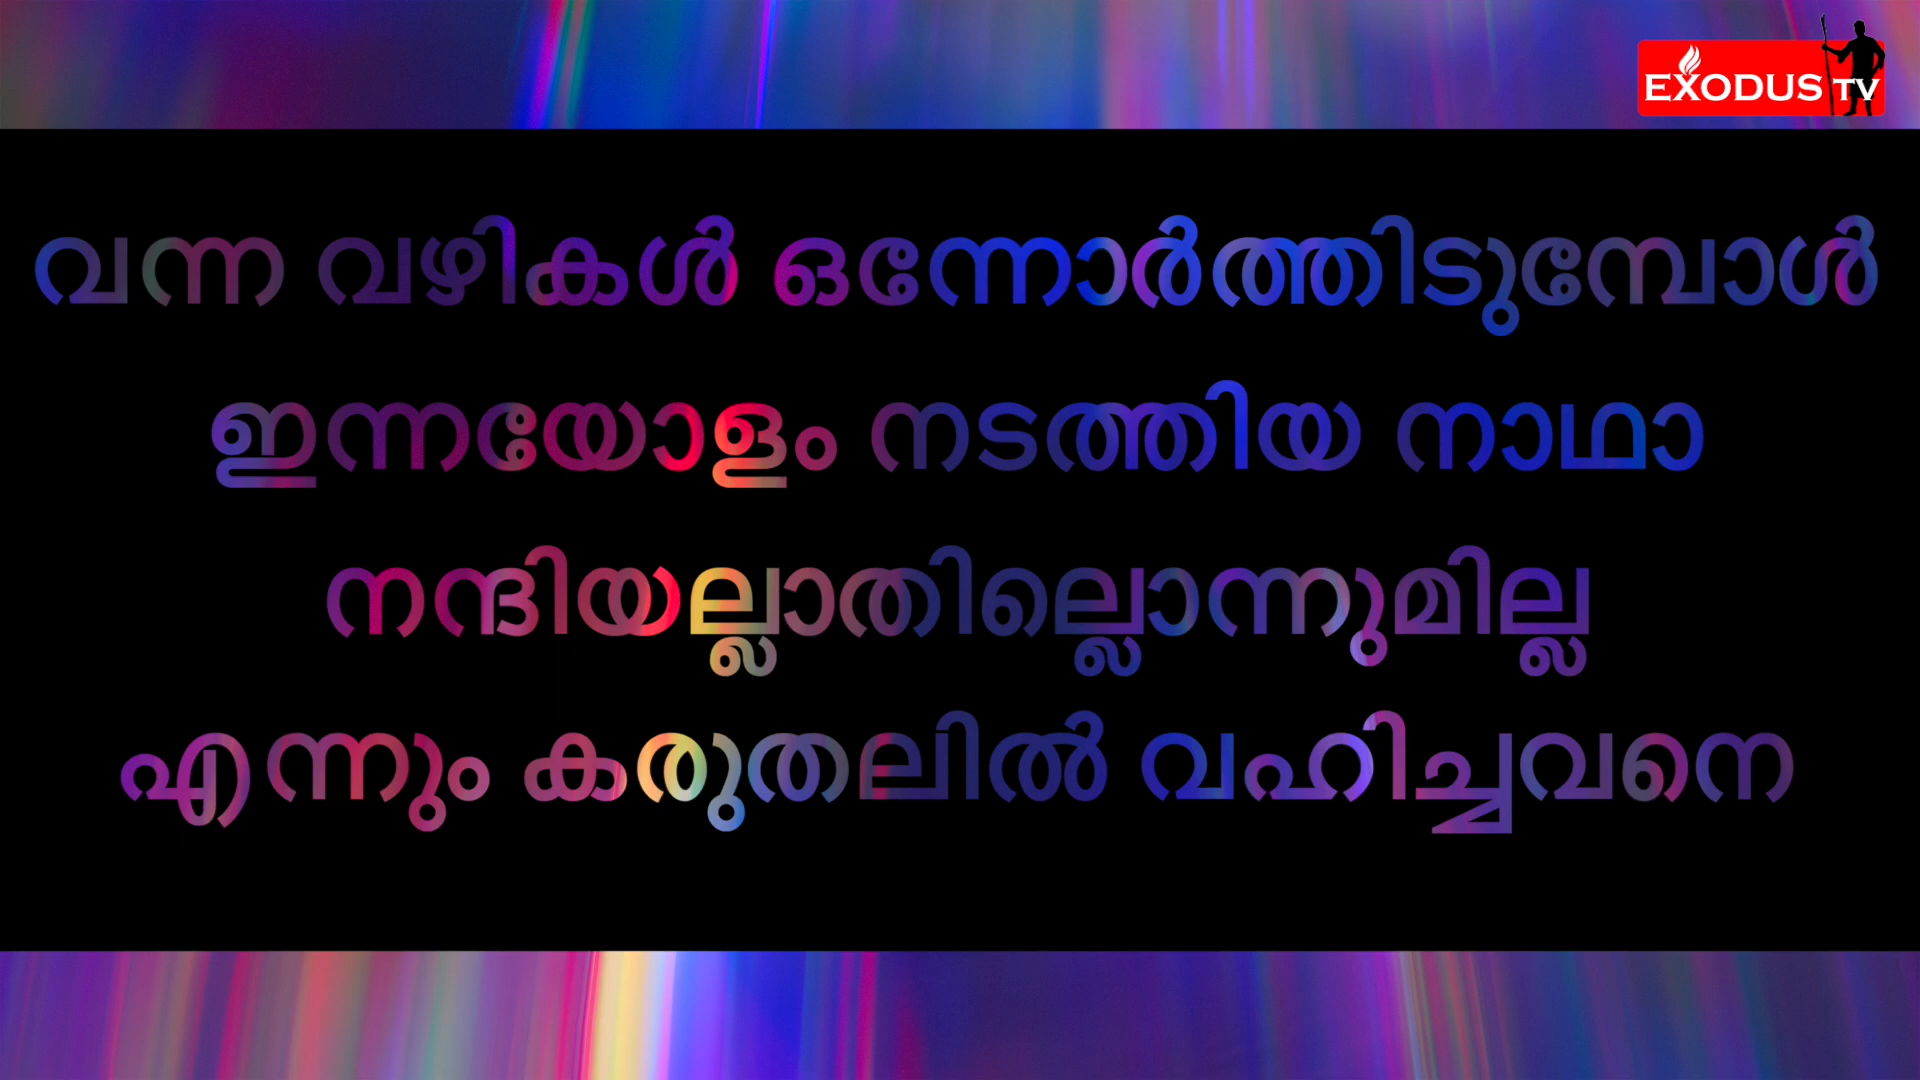 EXODUS TV
വന്ന വഴികൾ ഒന്നോർത്തിടുമ്പോൾ
ഇന്നയോളം നടത്തിയ നാഥാ
നന്ദിയല്ലാതില്ലൊന്നുമില്ല
എന്നും കരുതലിൽ വഹിച്ചവനെ